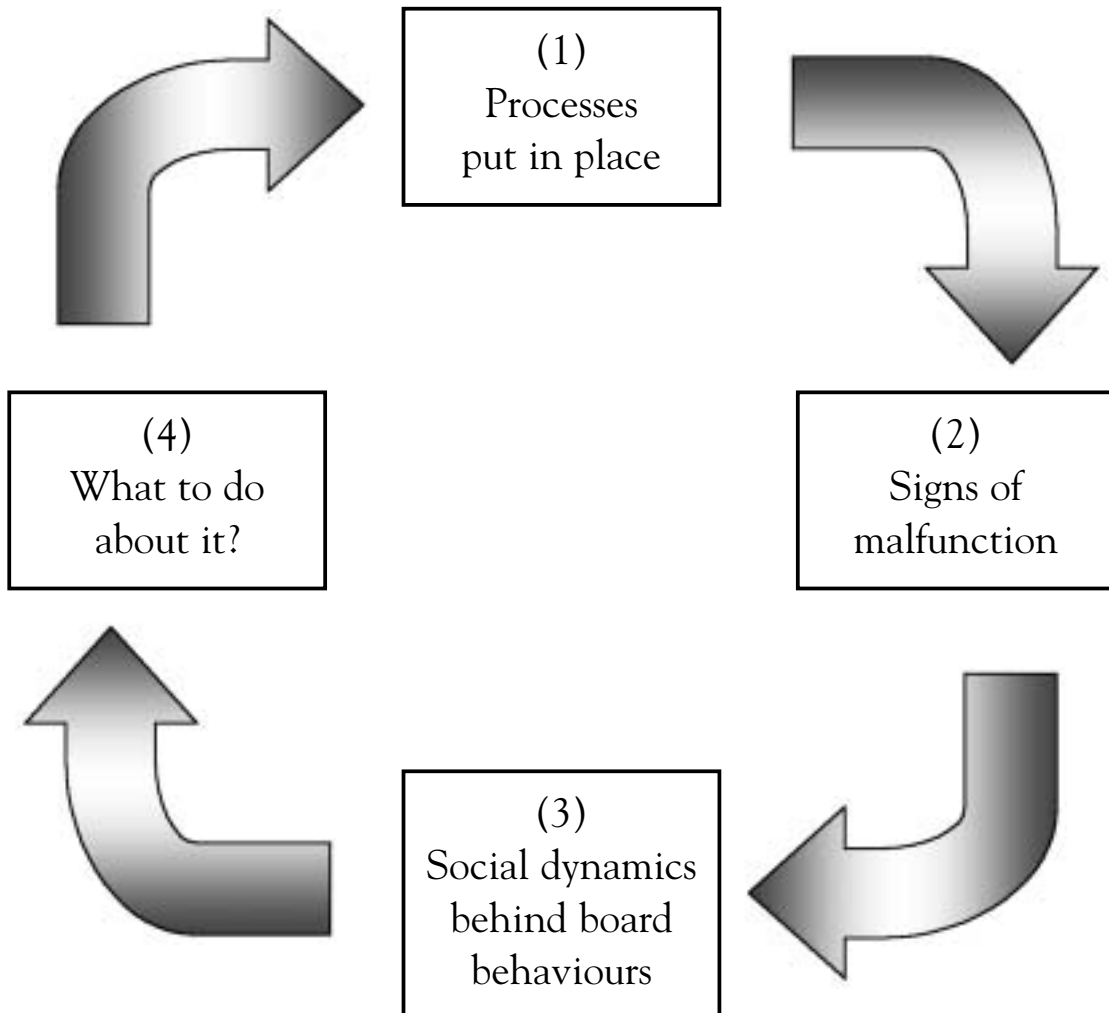 (1)
Processes
put in place
(2)
Signs of
malfunction
(3)
Social dynamics
behind board
behaviours
(4)
What to do
about it?